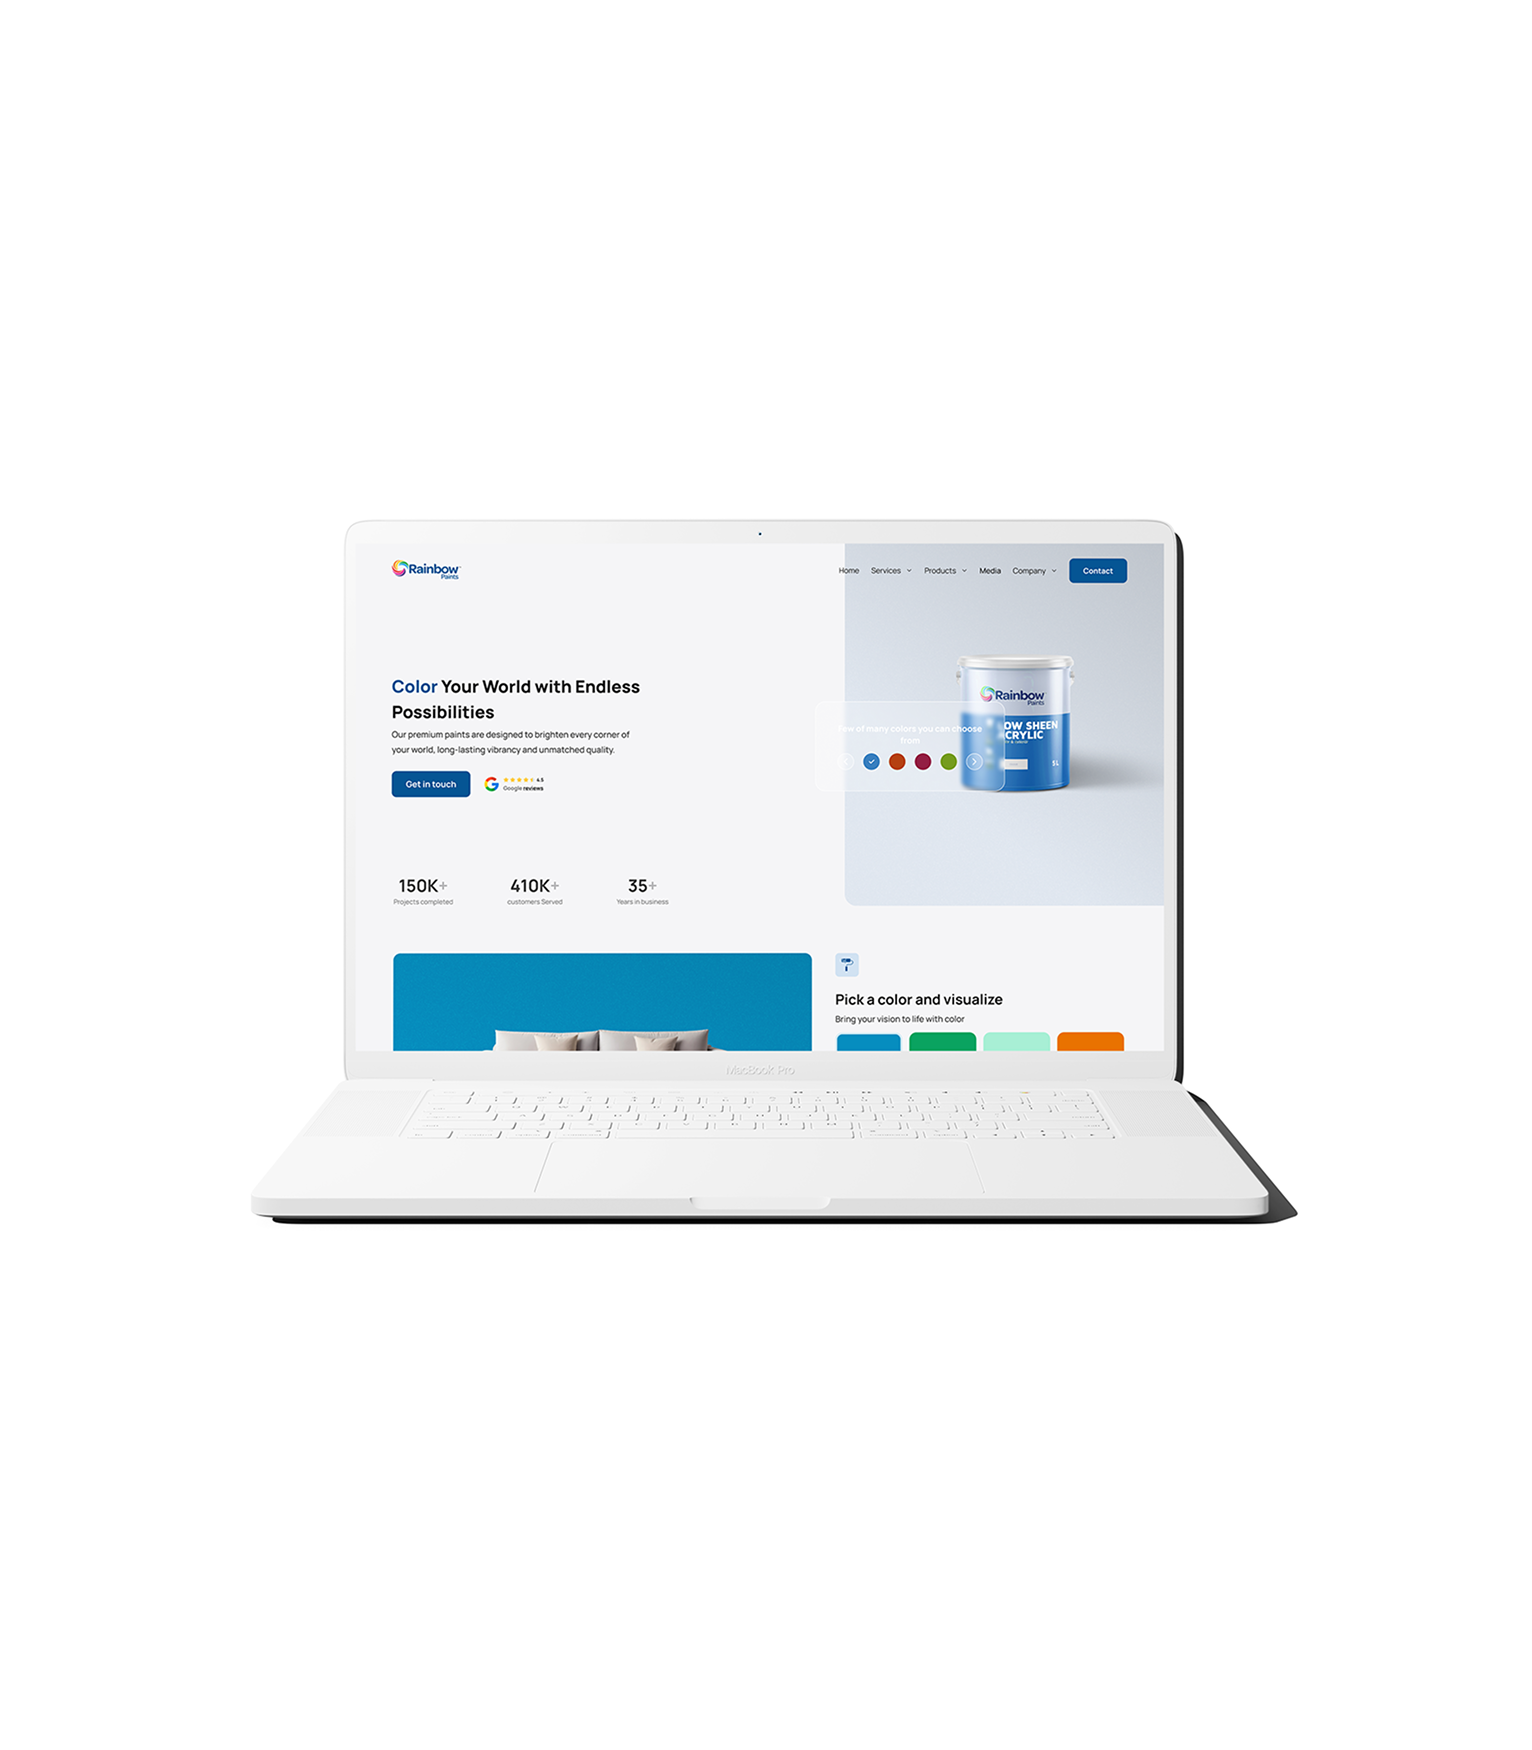 Rainbow
Paints
Home Services Products Media Company Contact
Color Your World with Endless
Possibilities
Our premium paints are designed to brighten every corner of
your world, long-lasting vibrancy and unmatched quality.
Get in touch
4.5
Google reviews
Few of many colors you can choose
from
Rainbow
Paints
OW SHEEN
CRYLIC
5L
150K+
Projects completed
410K+
customers Served
35+
Years in business
Pick a color and visualize
Bring your vision to life with color
MacBook Pro